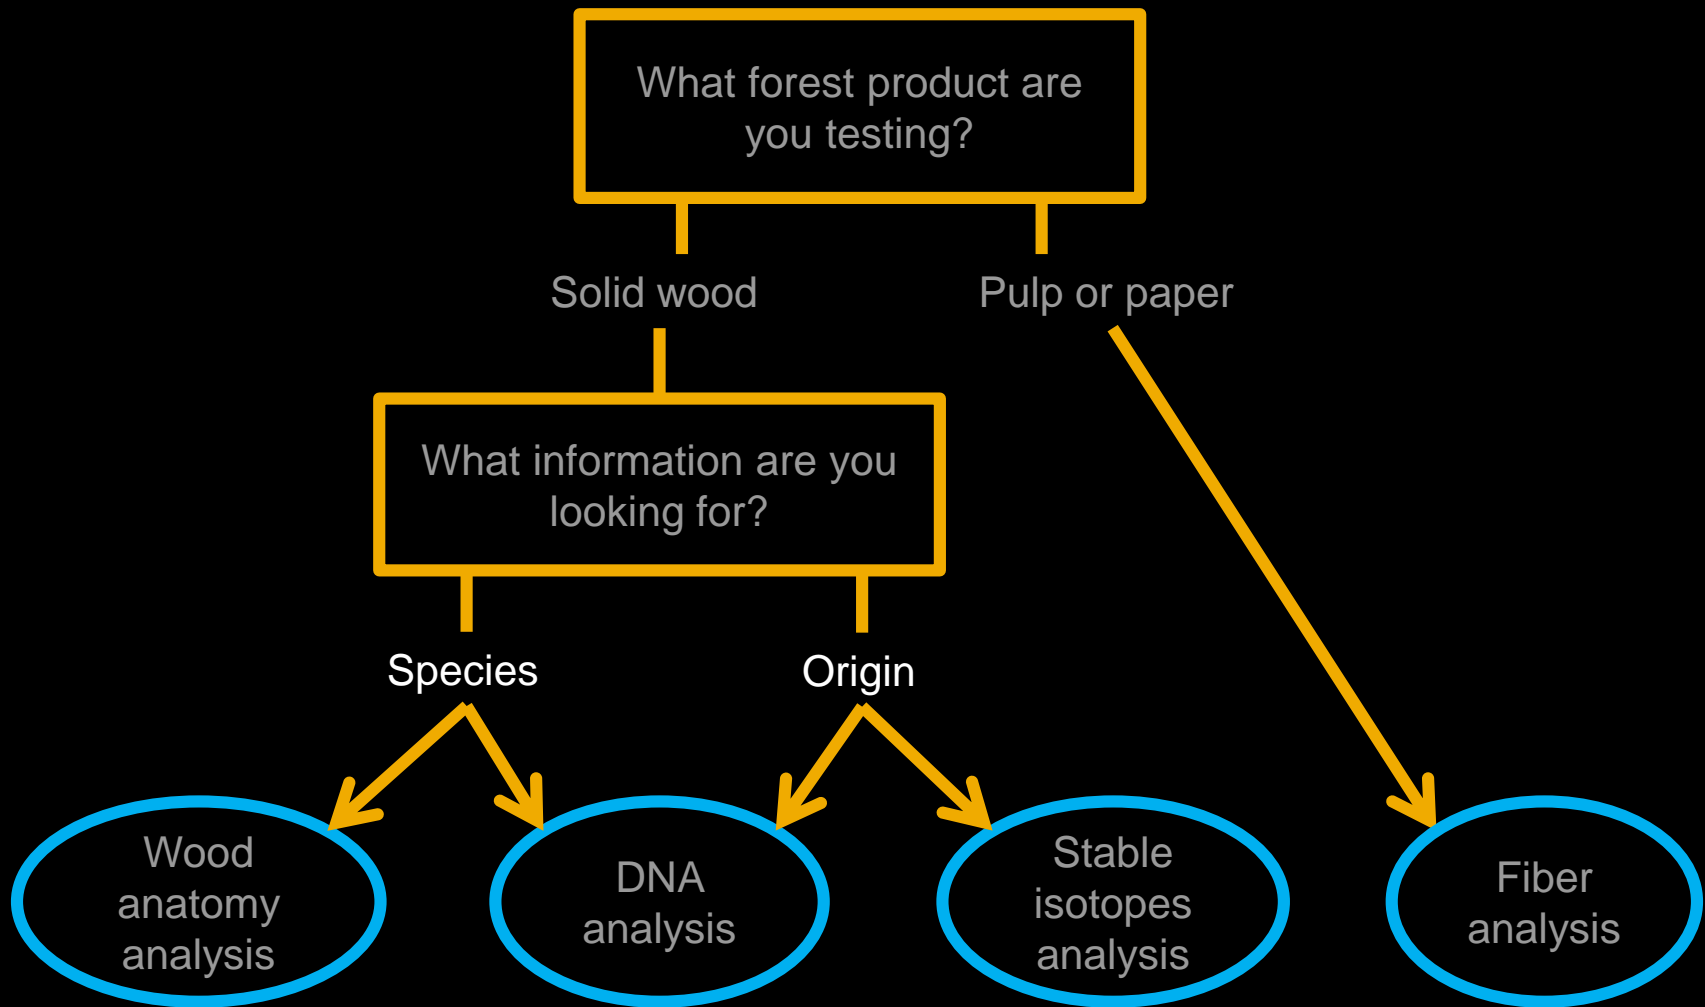 What forest product are
you testing?
Solid wood
Pulp or paper
What information are you
looking for?
Species
Origin
Wood
anatomy
analysis
DNA
analysis
Stable
isotopes
analysis
Fiber
analysis